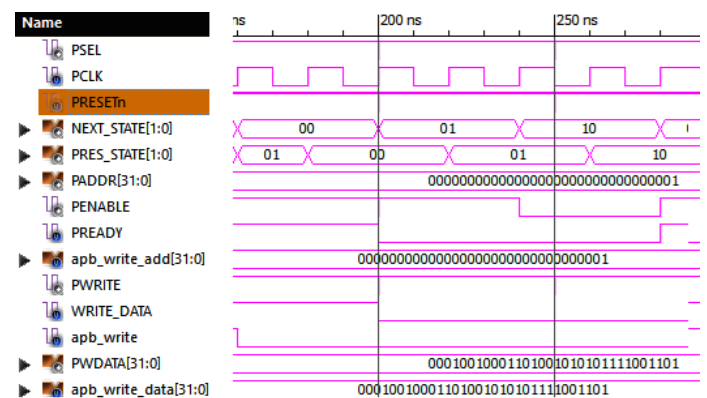 Name ns 200 ns 250 ns
PSEL
PCLK
PRESETn
NEXT_STATE[1:0] 00 01 10
PRES_STATE[1:0] 01 00 01 10
PADDR[31:0] 00000000000000000000000000000001
PENABLE
PREADY
apb_write_add[31:0] 00000000000000000000000000000001
PWRITE
WRITE_DATA
apb_write
PWDATA[31:0] 00010010001101001010101111001101
apb_write_data[31:0] 00010010001101001010101111001101